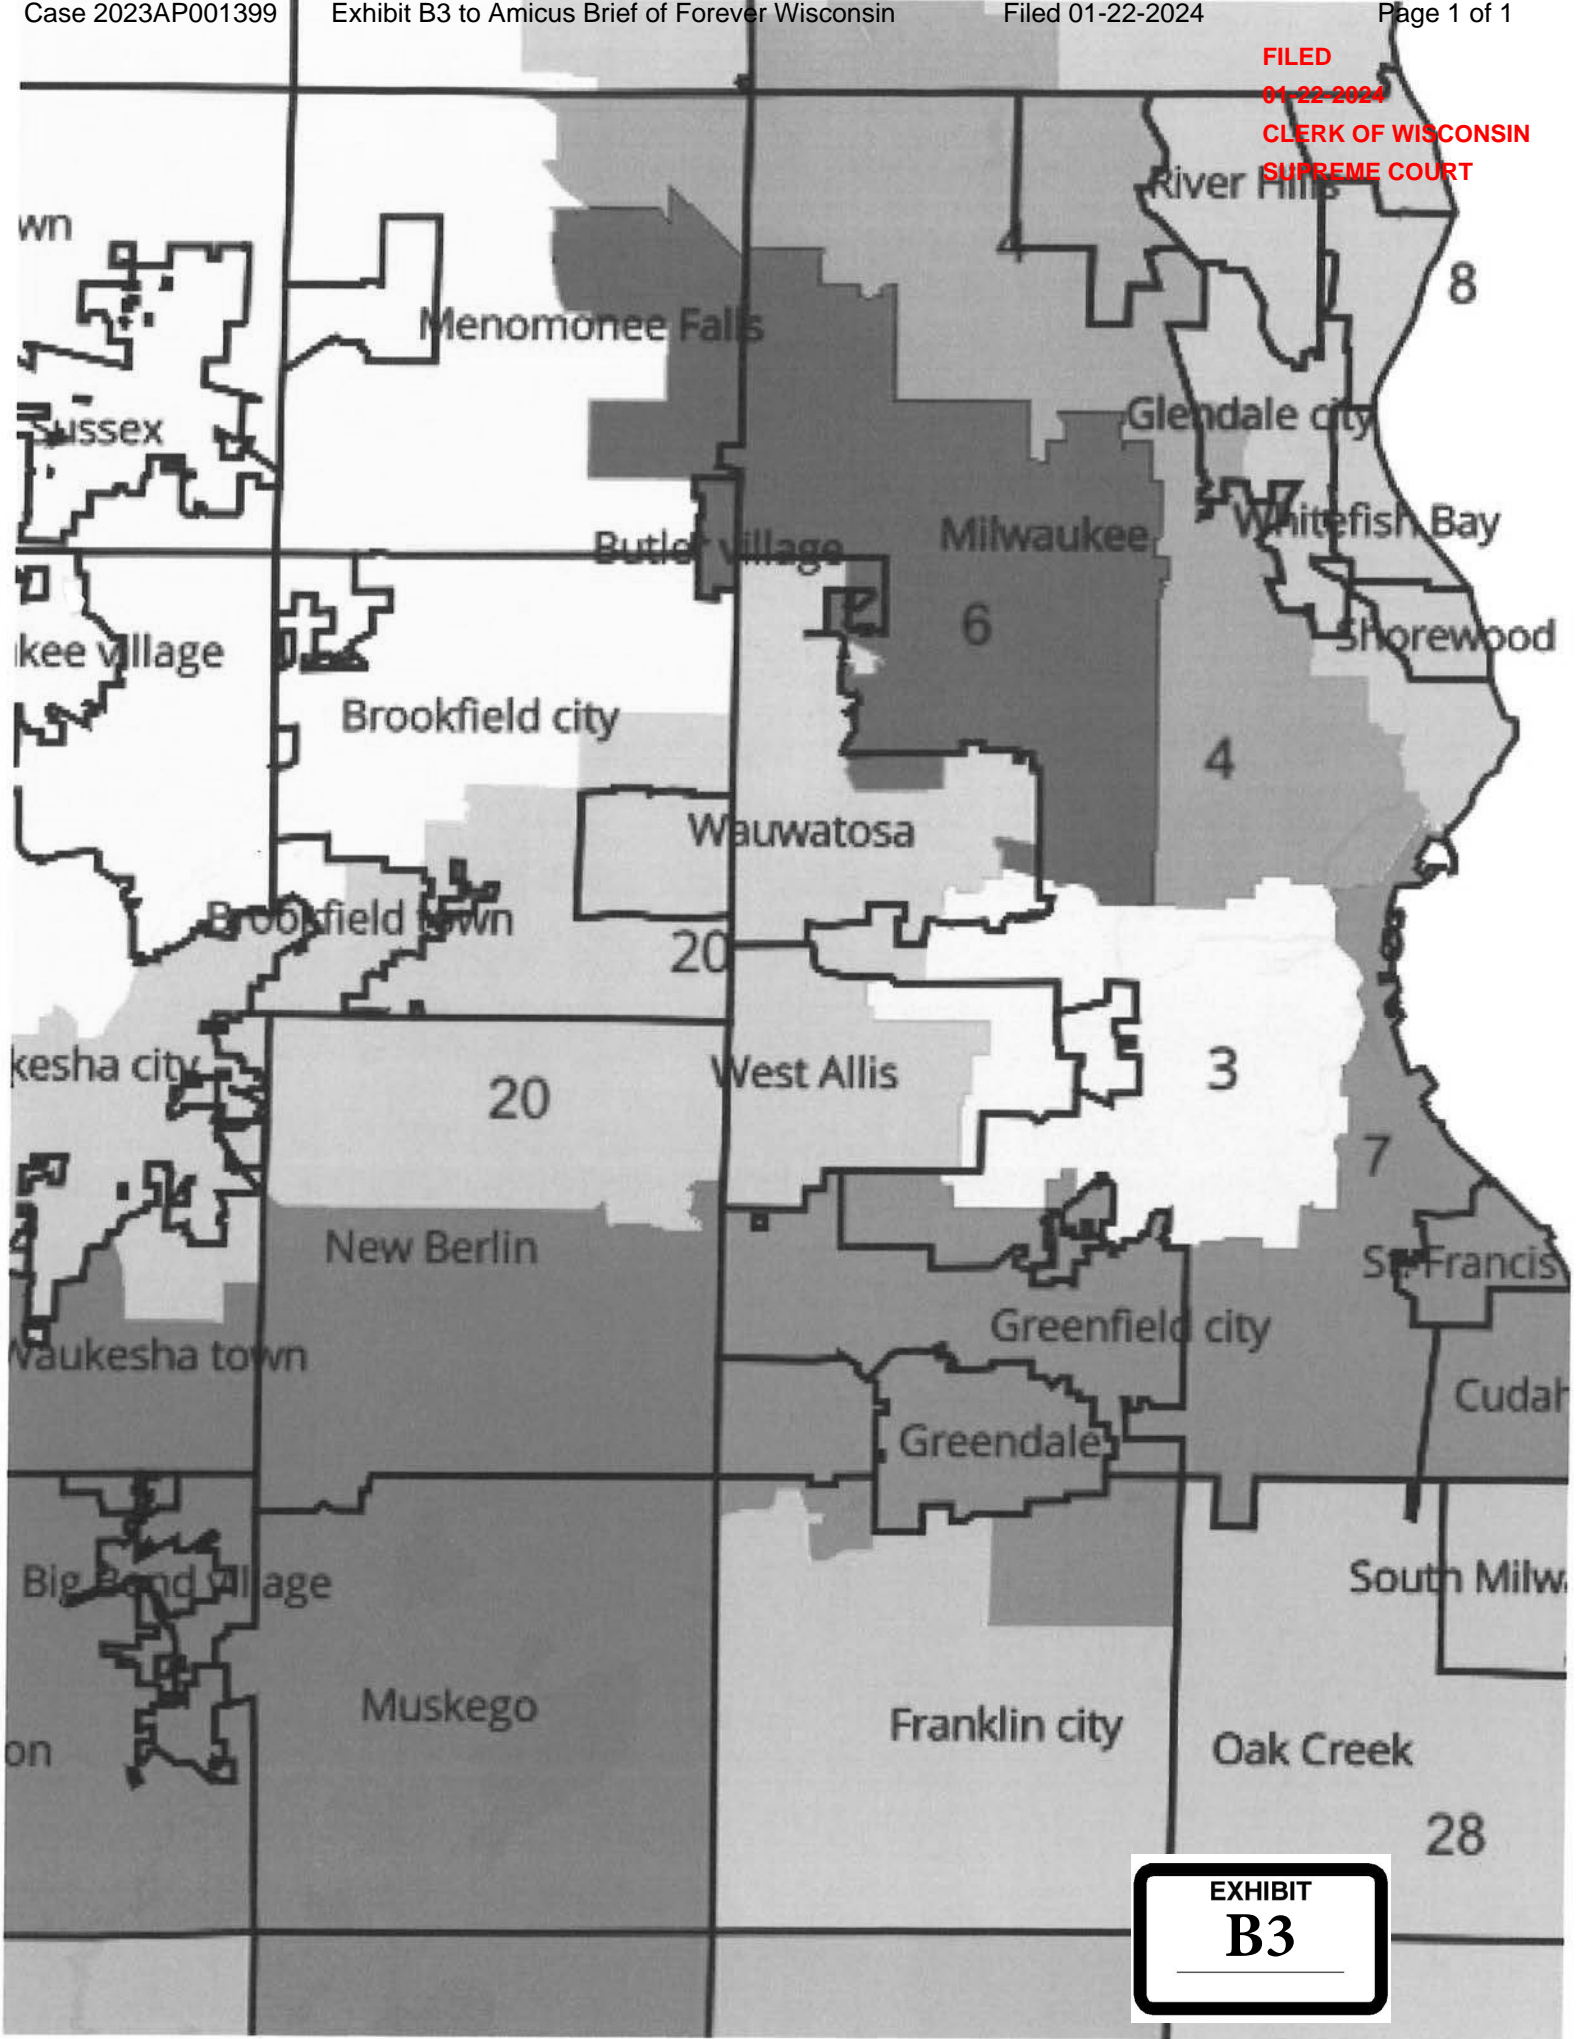 Case 2023AP001399 Exhibit B3 to Amicus Brief of Forever Wisconsin Filed 01-22-2024 Page 1 of 1
FILED
01-22-2024
CLERK OF WISCONSIN
SUPREME COURT
River Hills
wn
4
8
Menomonee Falls
Glendale city
Sussex
Whitefish Bay
Milwaukee
Butler village
6
Shorewood
kee village
Brookfield city
4
Wauwatosa
Brookfield town
20
kesha city
West Allis
3
20
7
New Berlin
St. Francis
Greenfield city
Waukesha town
Cudah
Greendale
South Milw
Big Bend village
Muskego
Franklin city
on
Oak Creek
28
EXHIBIT
B3